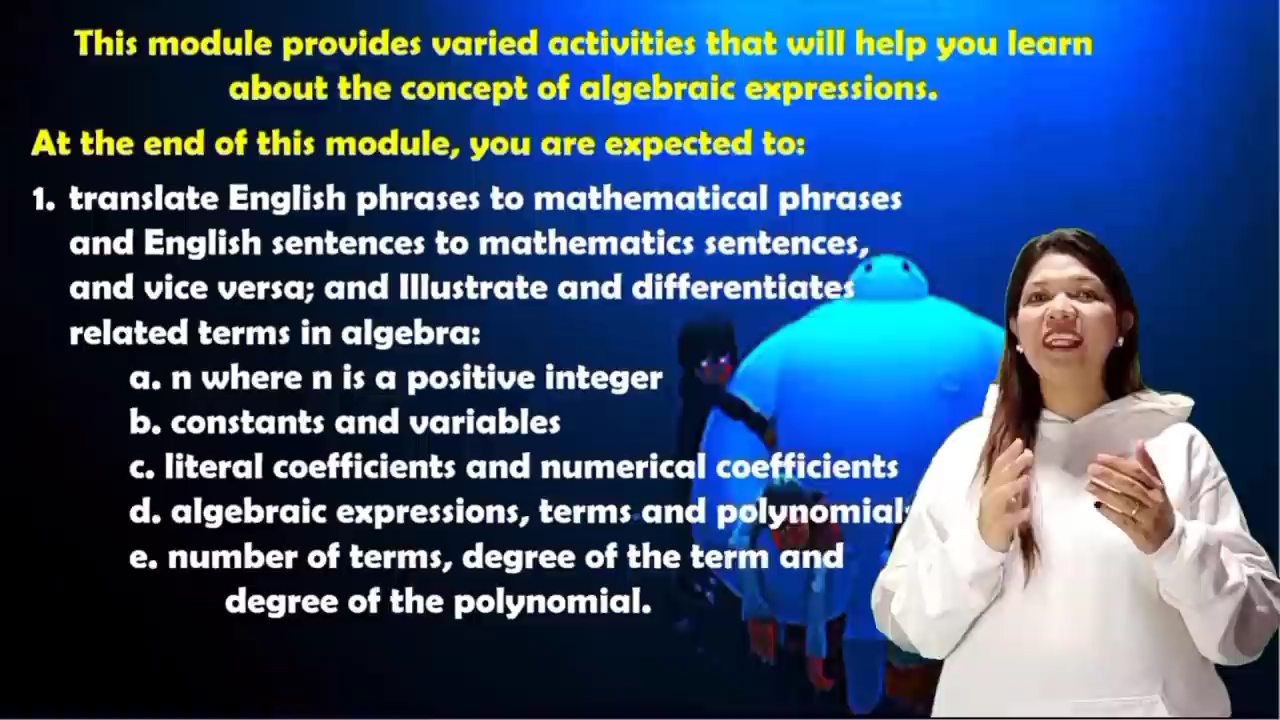 This module provides varied activities that will help you learn
about the concept of algebraic expressions.
At the end of this module, you are expected to:
1. translate English phrases to mathematical phrases
and English sentences to mathematics sentences,
and vice versa; and Illustrate and differentiates
related terms in algebra:
a. n where n is a positive integer
b. constants and variables
c. literal coefficients and numerical coefficients
d. algebraic expressions, terms and polynomials
e. number of terms, degree of the term and
degree of the polynomial.